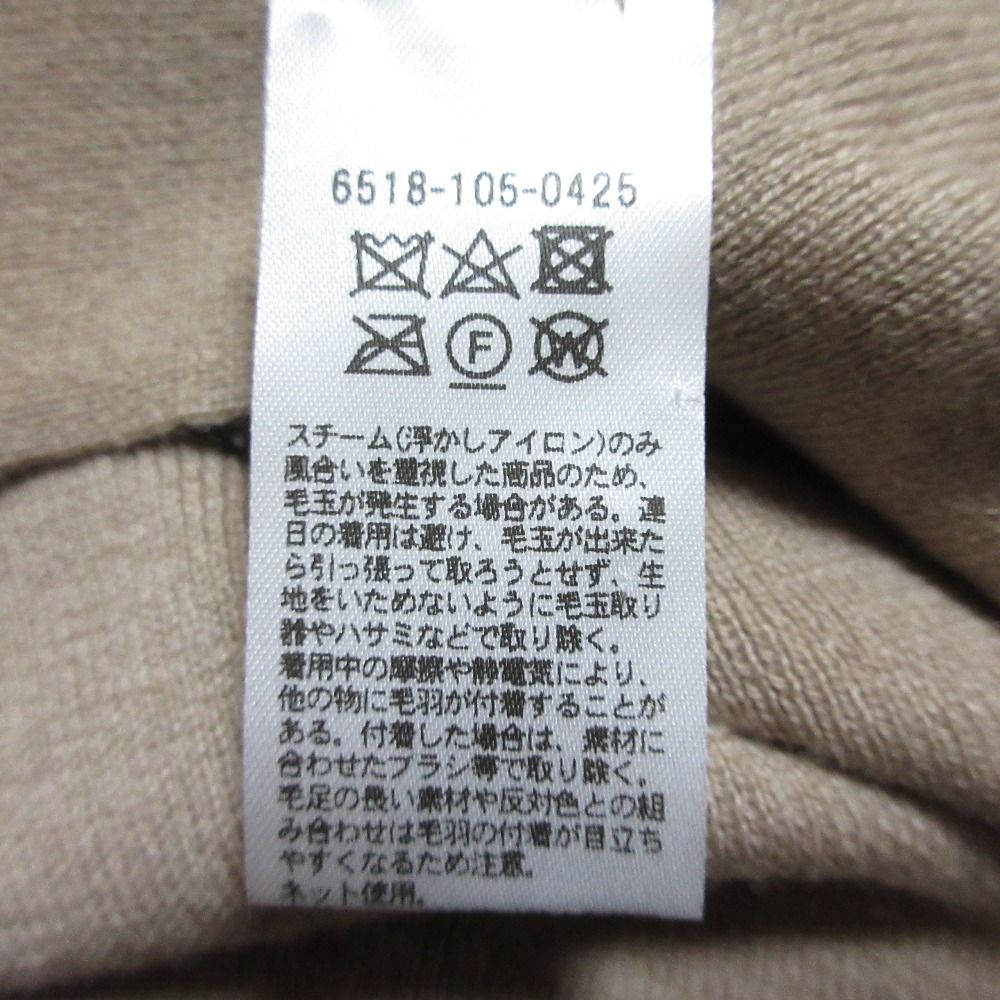 6518-105-0425
F
W
スチーム(浮かしアイロン)のみ
風合いを重視した商品のため、
毛玉が発生する場合がある。連
日の着用は避け、毛玉が出来た
ら引っ張って取ろうとせず、生
地をいためないように毛玉取り
器やハサミなどで取り除く。
着用中の摩擦や静電気により、
他の物に毛羽が付着することが
ある。付着した場合は、素材に
合わせたブラシ等で取り除く。
毛足の長い素材や反対色との組
み合わせは毛羽の付着が目立ち
やすくなるため注意。
ネット使用。